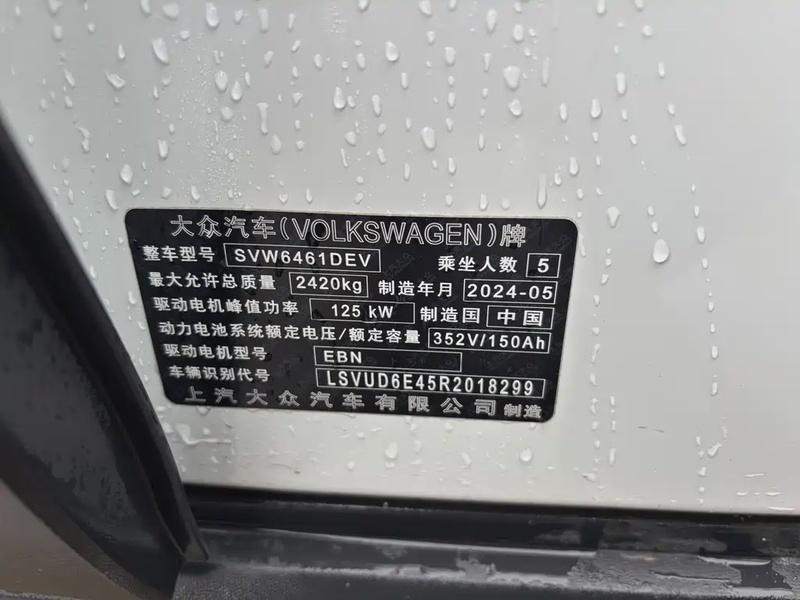 大众汽车(VOLKSWAGEN)牌
整车型号 SVW6461DEV 乘坐人数 5
最大允许总质量 2420kg 制造年月 2024-05
驱动电机峰值功率 125 kW 制造国 中国
动力电池系统额定电压/额定容量 352V/150Ah
驱动电机型号 EBN
车辆识别代号 LSVUD6E45R2018299
上汽大众汽车有限公司 制造